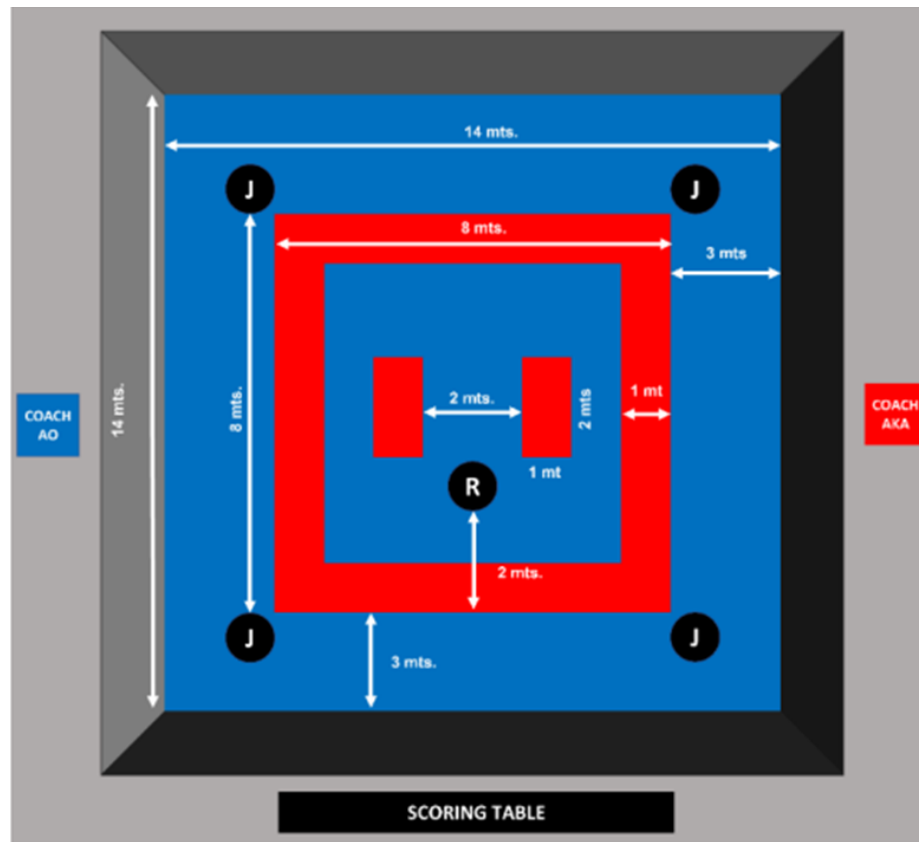 14 mts.
J
J
8 mts.
3 mts
14 mts.
8 mts.
2 mts.
2 mts
1 mt
COACH
AO
COACH
AKA
1 mt
R
2 mts.
J
J
3 mts.
SCORING TABLE